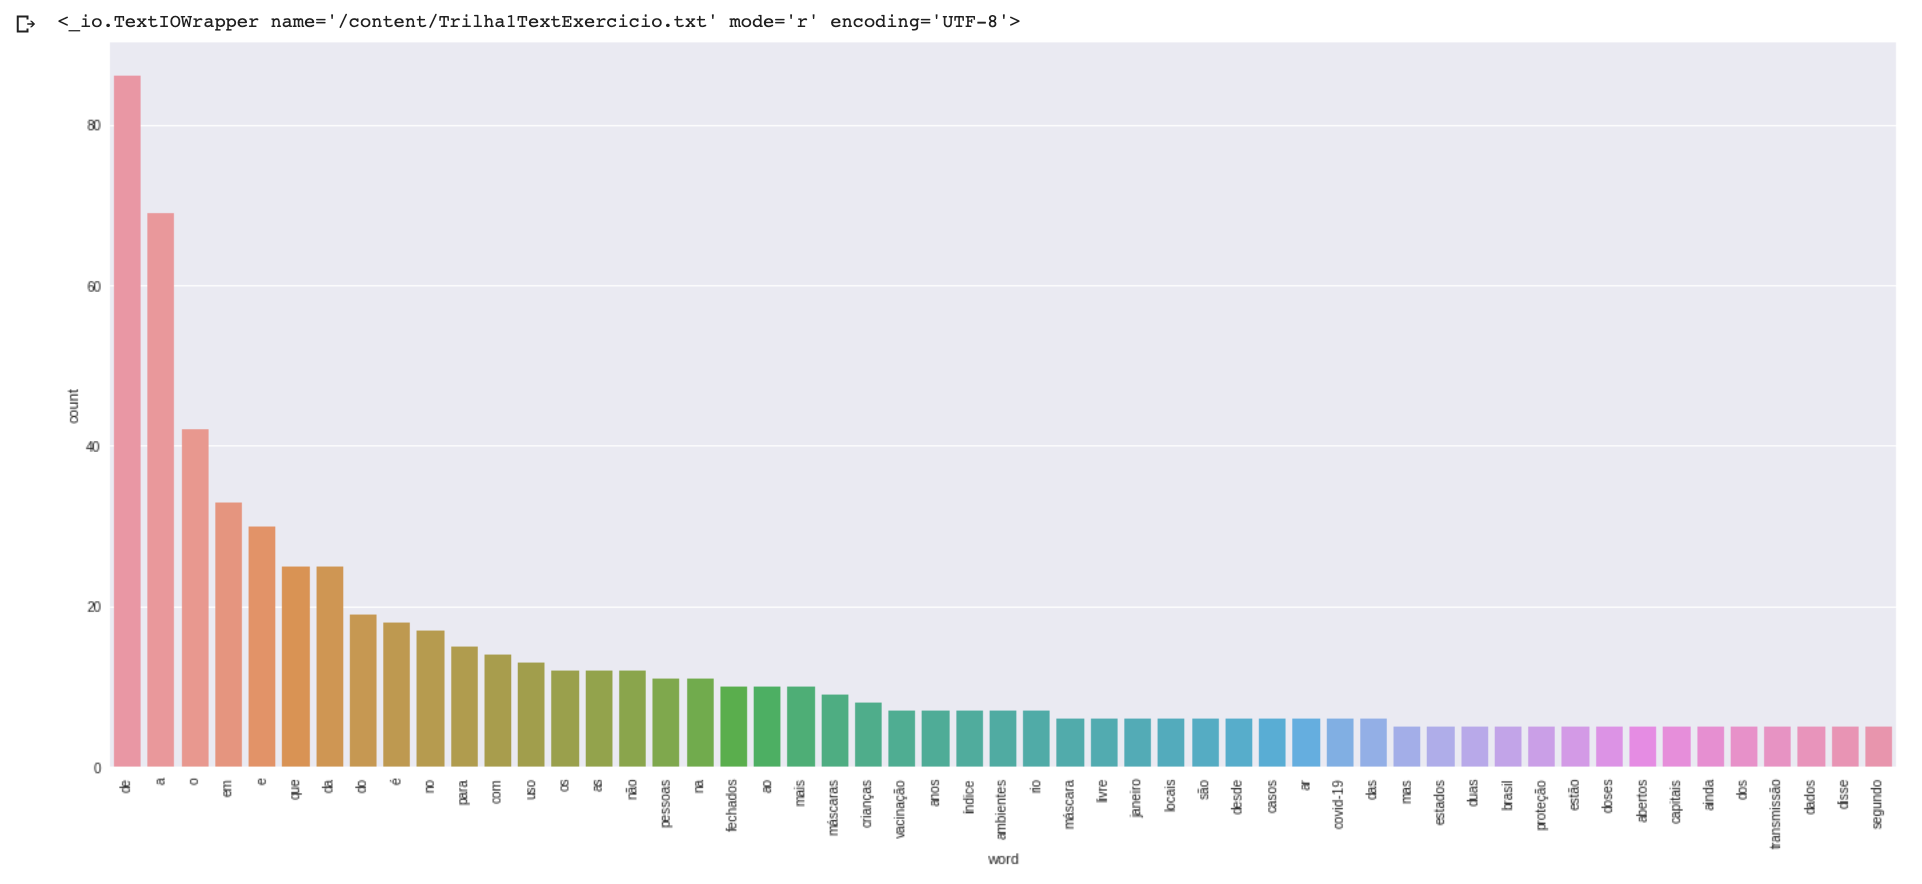 <_io.TextIOWrapper name='/content/Trilha1TextExercicio.txt' mode='r' encoding='UTF-8'>
80
60
40
20
0
count
de a o em e que da do é no para com uso os as não pessoas na fechados ao mais máscaras crianças vacinação anos índice ambientes rio máscara livre janeiro locais são desde casos ar covid-19 das mas estados duas brasil proteção estão doses abertos capitais ainda dos transmissão dados disse segundo
word